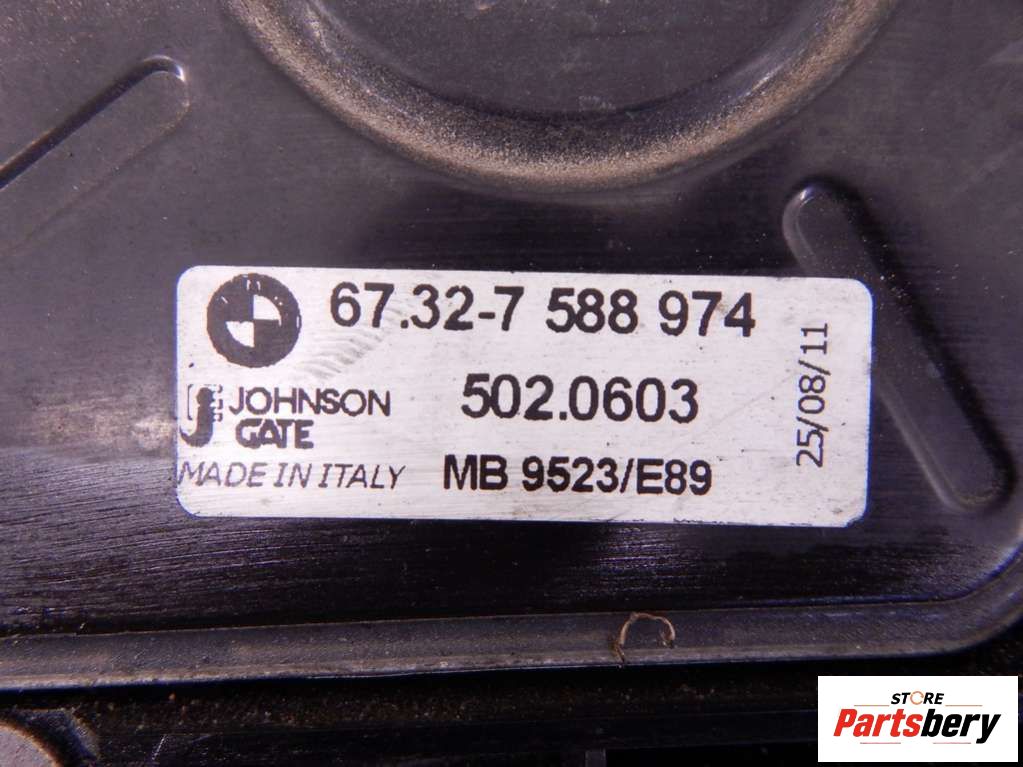 67.32-7 588 974
JOHNSON
GATE
502.0603
MADE IN ITALY
MB 9523/E89
25/08/11
STORE
Partsbery